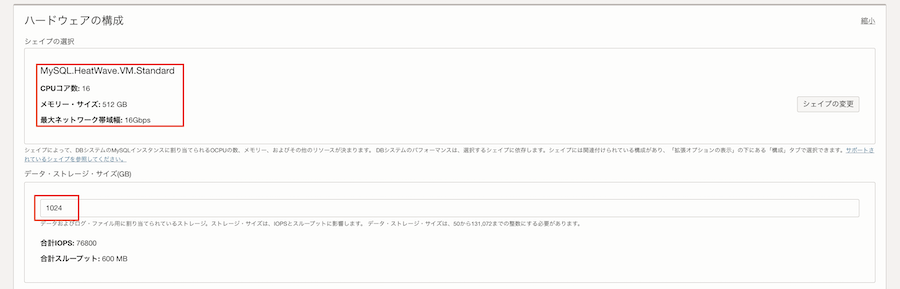 ハードウェアの構成
縮小
シェイプの選択
MySQL.HeatWave.VM.Standard
CPUコア数: 16
メモリー・サイズ: 512 GB
最大ネットワーク帯域幅: 16Gbps
シェイプの変更
シェイプによって、DBシステムのMySQLインスタンスに割り当てられるOCPUの数、メモリー、およびその他のリソースが決まります。 DBシステムのパフォーマンスは、選択するシェイプに依存します。シェイプには関連付けられている構成があり、「拡張オプションの表示」の下にある「構成」タブで選択できます。サポートさ
れているシェイプを参照してください。
データ・ストレージ・サイズ(GB)
1024
データおよびログ・ファイル用に割り当てられているストレージ。ストレージ・サイズは、IOPSとスループットに影響します。 データ・ストレージ・サイズは、50から131,072までの整数にする必要があります。
合計IOPS: 76800
合計スループット: 600 MB